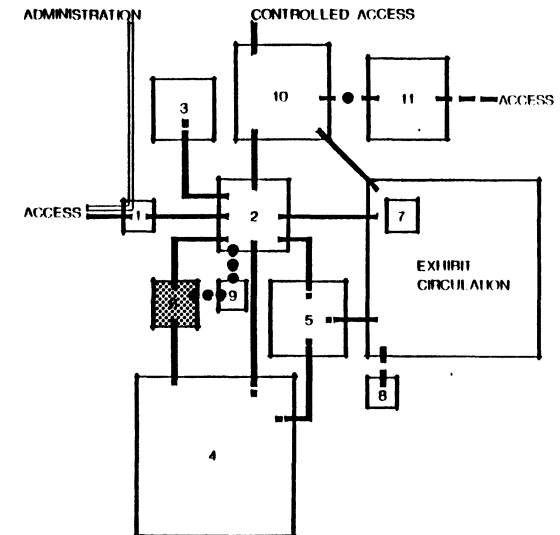 ADMINISTRATION
CONTROLLED ACCESS
3
10
11
ACCESS
ACCESS
1
2
7
EXHIBIT
CIRCULATION
9
5
8
4